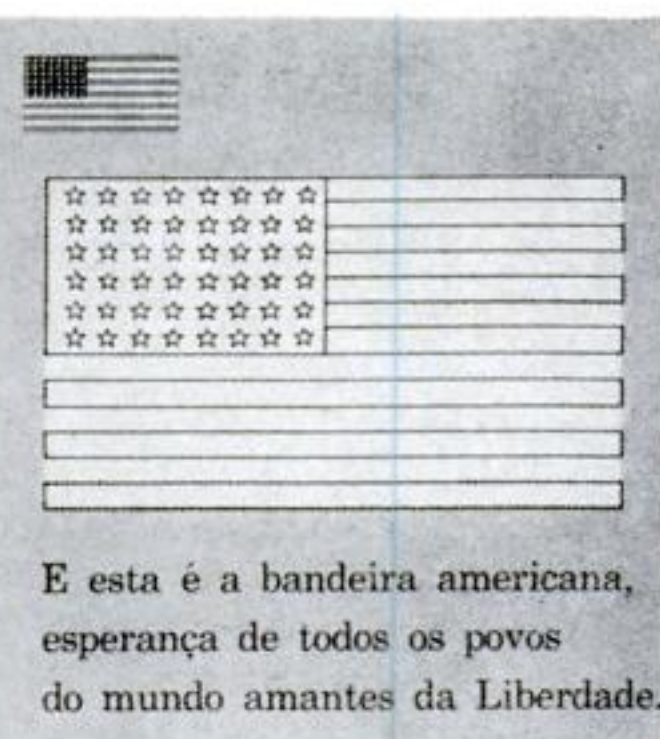 E esta é a bandeira americana,
esperança de todos os povos
do mundo amantes da Liberdade.